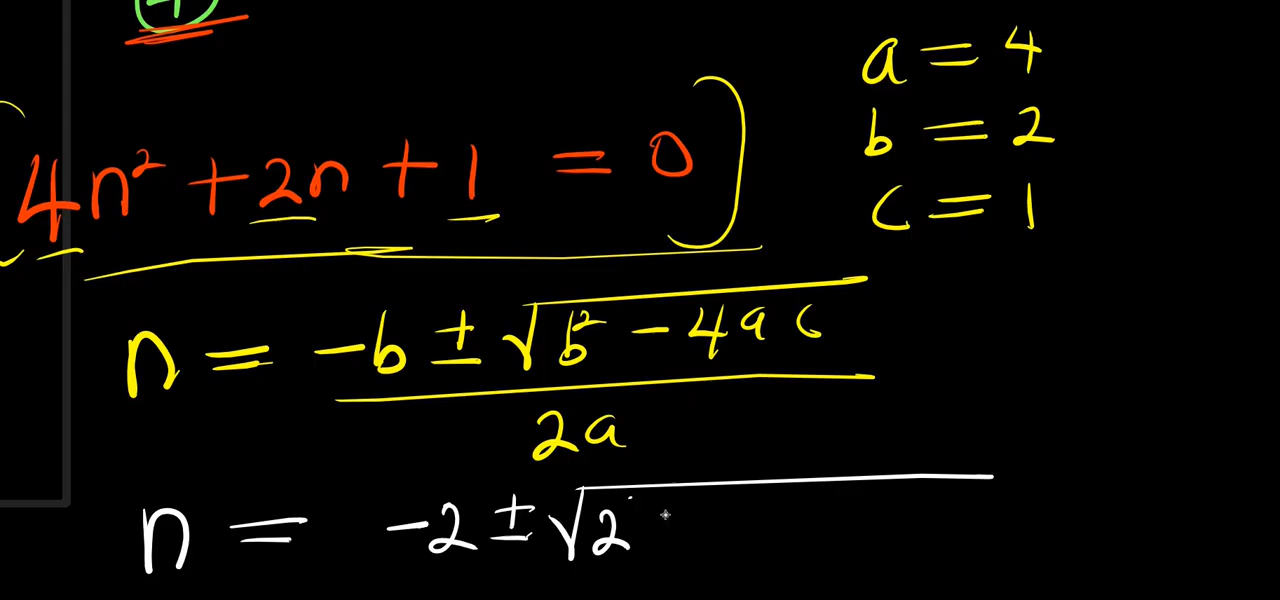 4n² + 2n + 1 = 0
a = 4
b = 2
c = 1
n = -b ± √b² - 4ac
2a
n = -2 ± √2